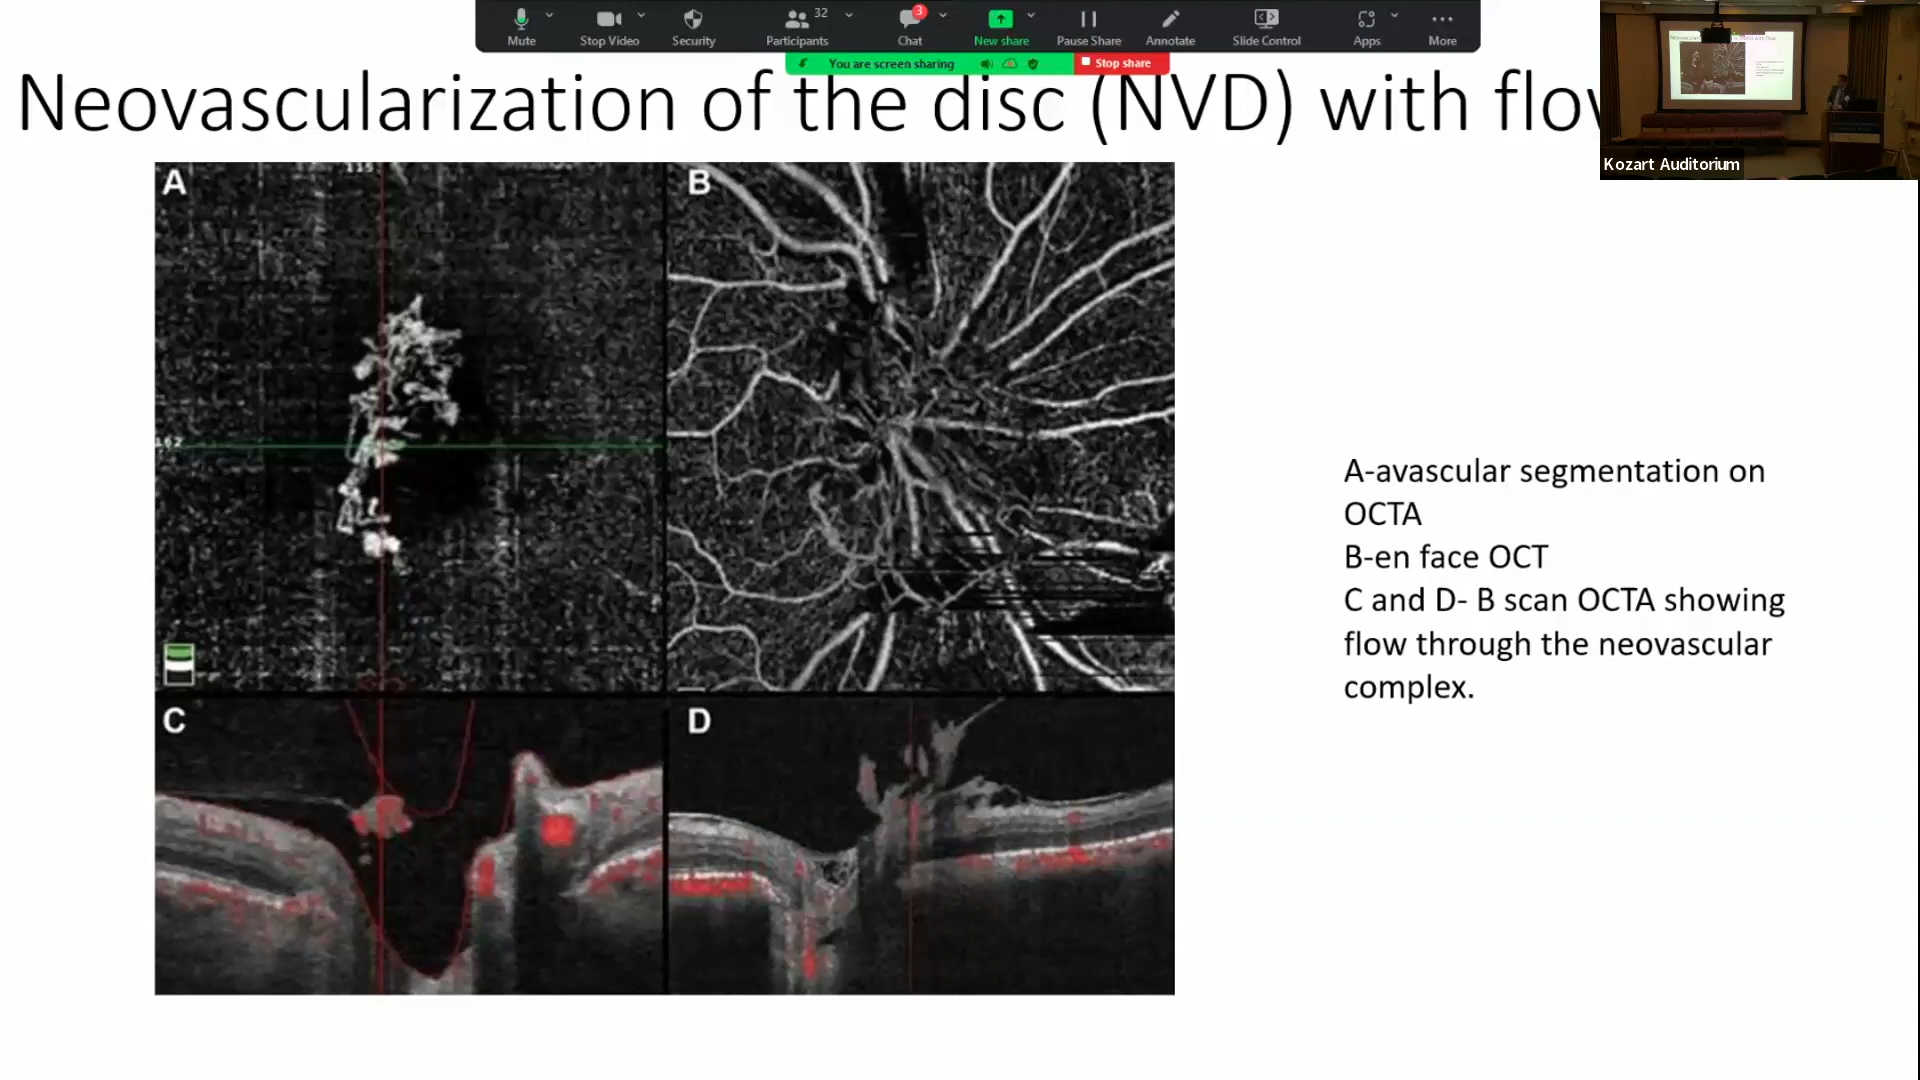 Mute
Stop Video
Security
Participants
32
Chat
3
New share
Pause Share
Annotate
Slide Control
Apps
More
You are screen sharing
Stop share
Neovascularization of the disc (NVD) with flow
Kozart Auditorium
A
B
162
C
D
A-avascular segmentation on
OCTA
B-en face OCT
C and D- B scan OCTA showing
flow through the neovascular
complex.